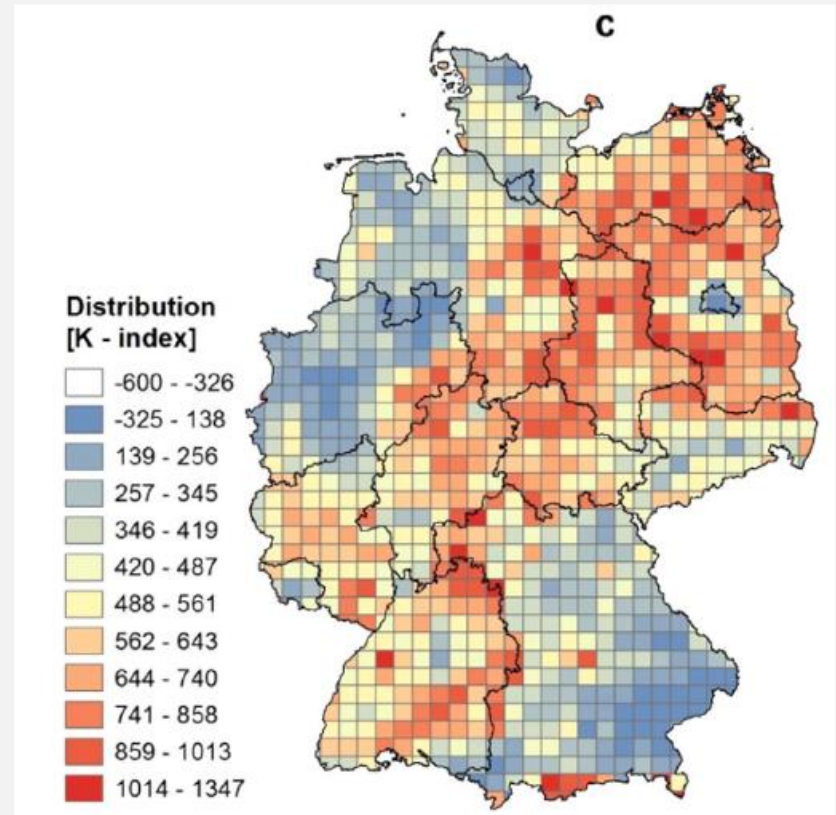 C
Distribution
[K - index]
-600 - -326
-325 - 138
139 - 256
257 - 345
346 - 419
420 - 487
488 - 561
562 - 643
644 - 740
741 - 858
859 - 1013
1014 - 1347